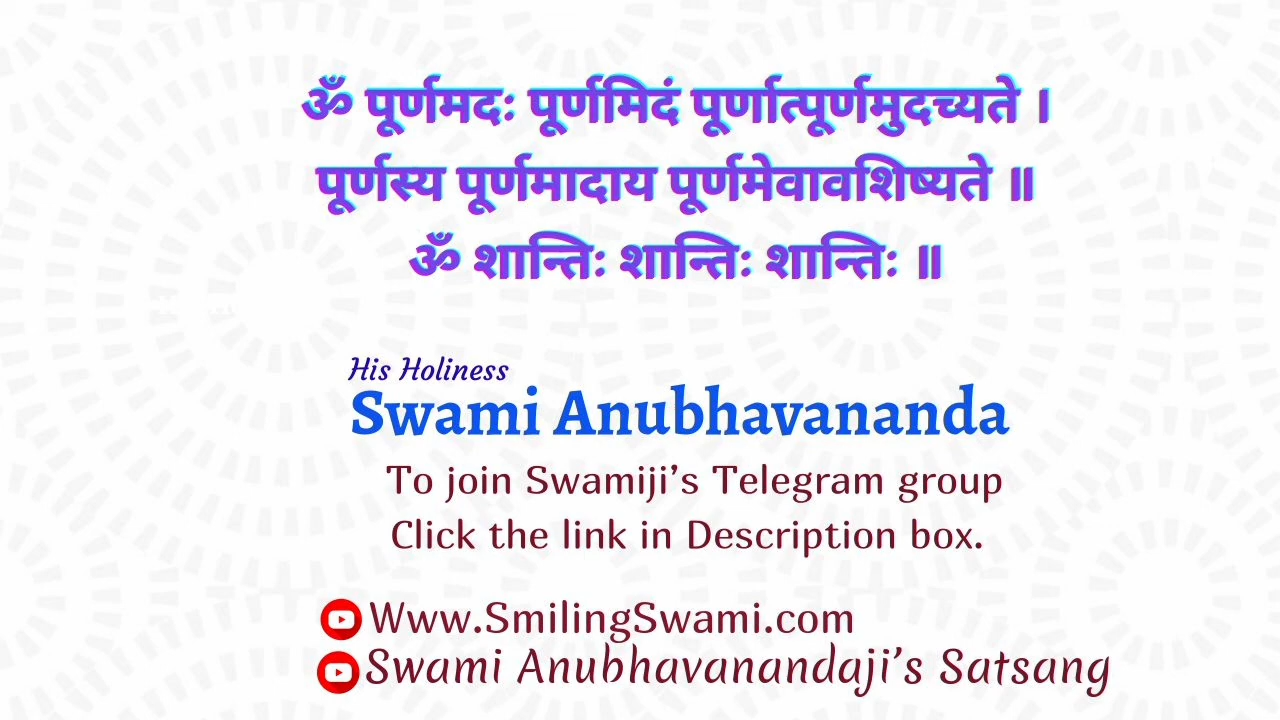 ॐ पूर्णमदः पूर्णमिदं पूर्णात्पूर्णमुदच्यते ।
पूर्णस्य पूर्णमादाय पूर्णमेवावशिष्यते ॥
ॐ शान्तिः शान्तिः शान्तिः ॥
His Holiness
Swami Anubhavananda
To join Swamiji’s Telegram group
Click the link in Description box.
Www.SmilingSwami.com
Swami Anubhavanandaji’s Satsang